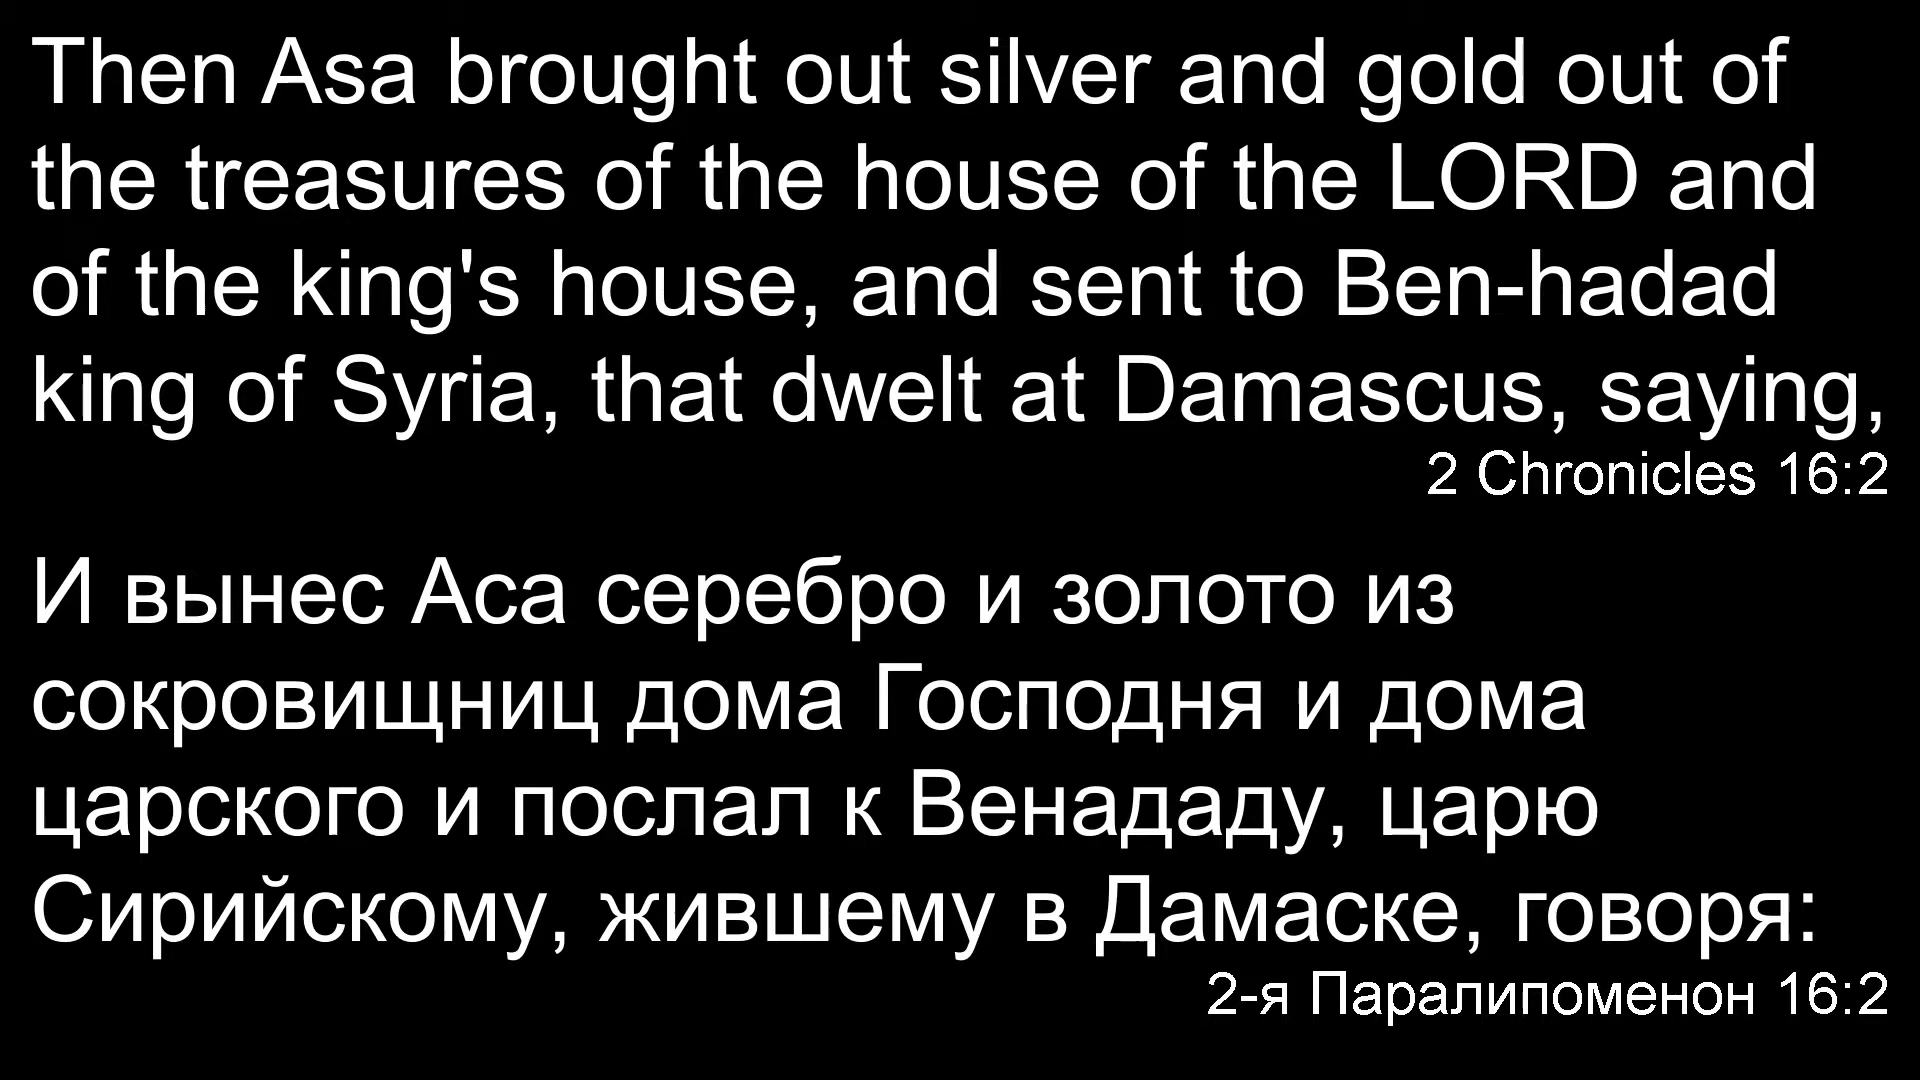 Then Asa brought out silver and gold out of
the treasures of the house of the LORD and
of the king's house, and sent to Ben-hadad
king of Syria, that dwelt at Damascus, saying,
2 Chronicles 16:2
И вынес Аса серебро и золото из
сокровищниц дома Господня и дома
царского и послал к Венададу, царю
Сирийскому, жившему в Дамаске, говоря:
2-я Паралипоменон 16:2